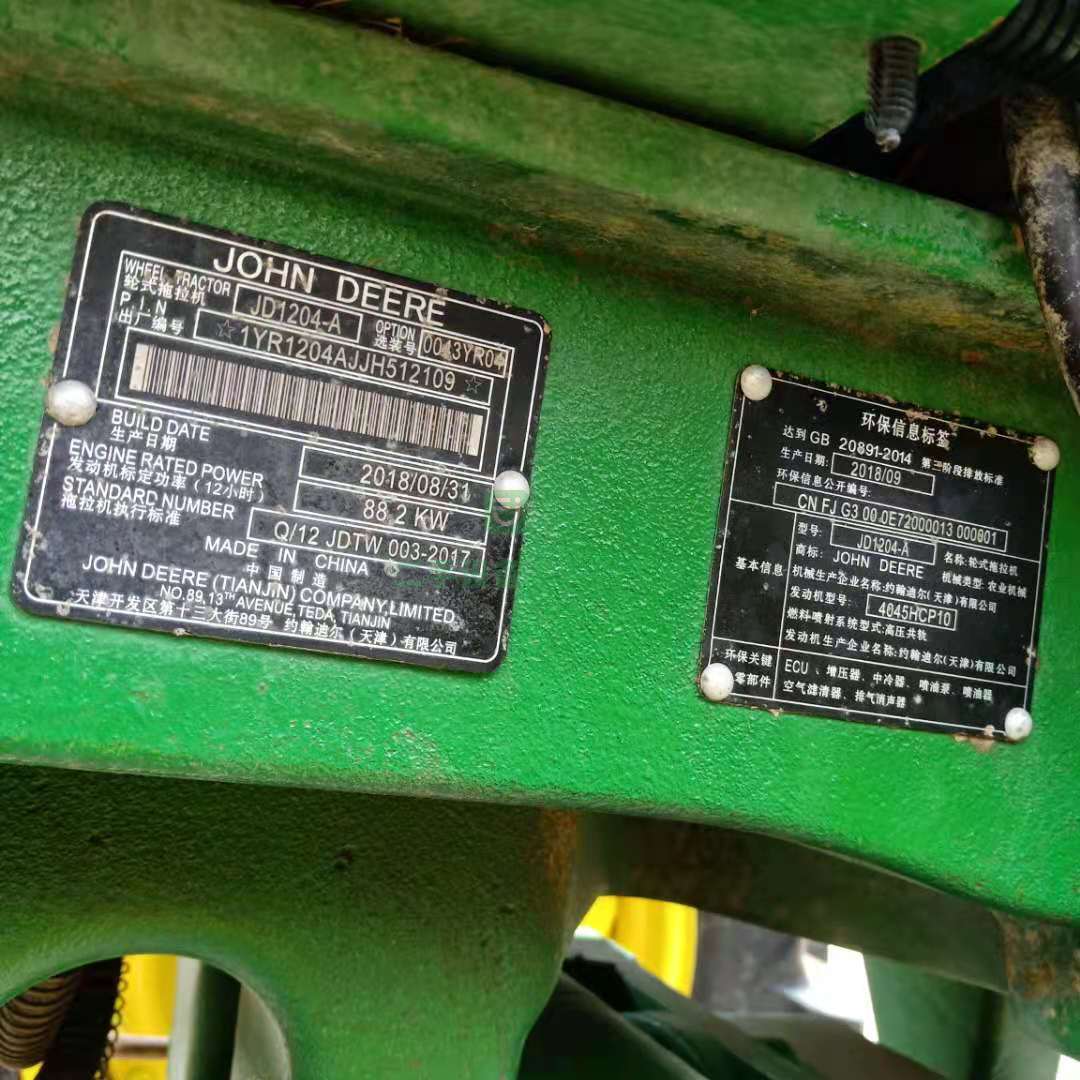 JOHN DEERE
WHEEL TRACTOR
轮式拖拉机
JD1204-A
OPTION
选装号
0043YR04
P.I.N
出厂编号
☆1YR1204AJJH512109☆
BUILD DATE
生产日期
2018/08/31
ENGINE RATED POWER
发动机标定功率(12小时)
88.2 KW
STANDARD NUMBER
拖拉机执行标准
Q/12 JDTW 003-2017
MADE IN CHINA
中国制造
JOHN DEERE (TIANJIN) COMPANY,LIMITED
NO.89,13TH AVENUE,TEDA, TIANJIN
天津开发区第十三大街89号 约翰迪尔(天津)有限公司
环保信息标签
达到GB 20891-2014 第三阶段排放标准
生产日期: 2018/09
环保信息公开编号:
CN FJ G3 00 0E72000013 000001
基本信息
型号: JD1204-A 名称:轮式拖拉机
商标: JOHN DEERE 机械类型:农业机械
机械生产企业名称:约翰迪尔(天津)有限公司
发动机型号: 4045HCP10
燃料喷射系统型式:高压共轨
发动机生产企业名称:约翰迪尔(天津)有限公司
环保关键
零部件
ECU、增压器、中冷器、喷油泵、喷油器
空气滤清器、排气消声器